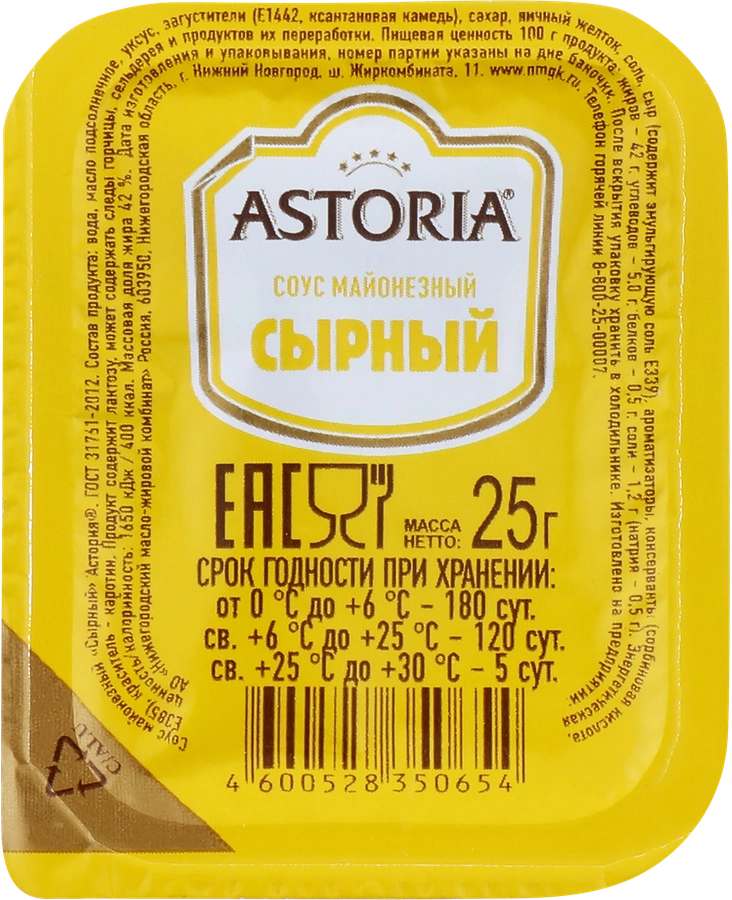 ASTORIA®
СОУС МАЙОНЕЗНЫЙ
СЫРНЫЙ
EAC
МАССА
НЕТТО: 25г
СРОК ГОДНОСТИ ПРИ ХРАНЕНИИ:
от 0 °С до +6 °С – 180 сут.
св. +6 °С до +25 °С – 120 сут.
св. +25 °С до +30 °С – 5 сут.
4 600528 350654
C/ALU
Соус майонезный «Сырный» Астория®. ГОСТ 31761-2012. Состав продукта: вода, масло подсолнечное, уксус, загустители (Е1442, ксантановая камедь), сахар, яичный желток, соль, сыр (содержит эмульгирующую соль Е339), ароматизаторы, консерванты: (сорбиновая кислота,
Е385), краситель - каротин. Продукт содержит лактозу, может содержать следы горчицы, сельдерея и продуктов их переработки. Пищевая ценность 100 г продукта: жиров – 42 г, углеводов – 5,0 г, белков – 0,5 г, соли – 1,2 г (натрия – 0,5 г). Энергетическая
ценность/калорийность: 1650 кДж / 400 ккал. Массовая доля жира 42 %. Дата изготовления и упаковывания, номер партии указаны на дне баночки. После вскрытия упаковку хранить в холодильнике. Изготовлено на предприятии:
АО «Нижегородский масло-жировой комбинат» Россия, 603950, Нижегородская область, г. Нижний Новгород, ш. Жиркомбината, 11. www.nmgk.ru. Телефон горячей линии 8-800-25-00007.